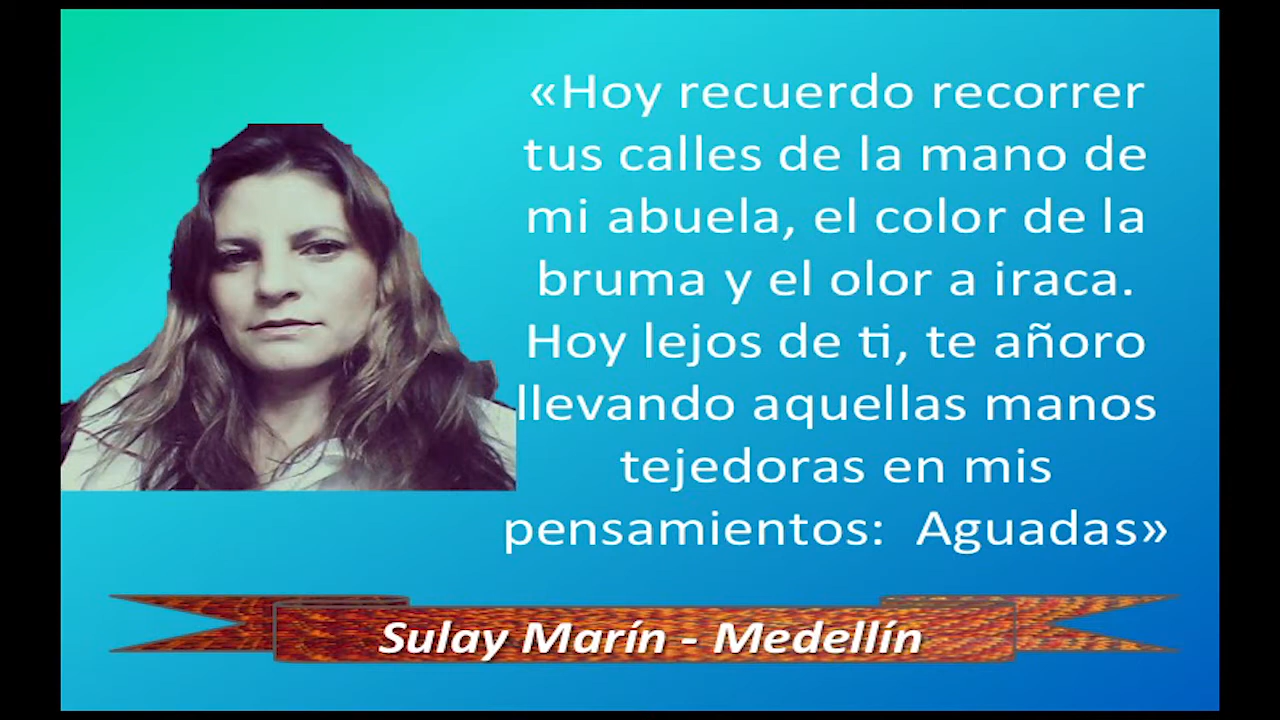 «Hoy recuerdo recorrer
tus calles de la mano de
mi abuela, el color de la
bruma y el olor a iraca.
Hoy lejos de ti, te añoro
llevando aquellas manos
tejedoras en mis
pensamientos:  Aguadas»
Sulay Marín - Medellín